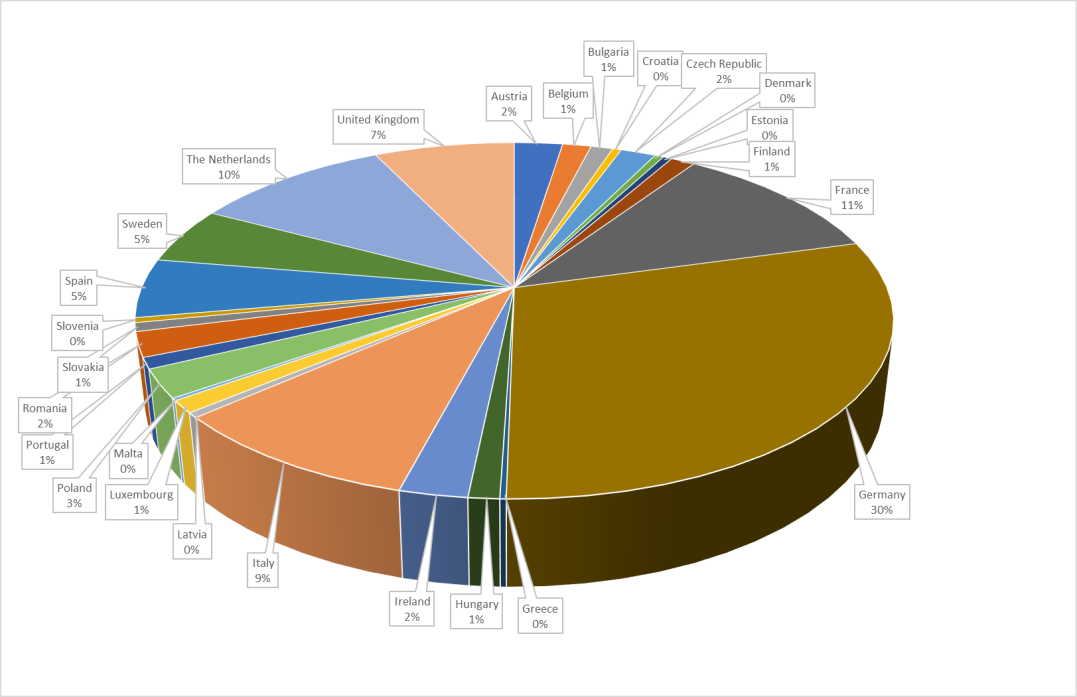 Austria
2%
Belgium
1%
Bulgaria
1%
Croatia
0%
Czech Republic
2%
Denmark
0%
Estonia
0%
Finland
1%
France
11%
Germany
30%
Greece
0%
Hungary
1%
Ireland
2%
Italy
9%
Latvia
0%
Luxembourg
1%
Malta
0%
Poland
3%
Portugal
1%
Romania
2%
Slovakia
1%
Slovenia
0%
Spain
5%
Sweden
5%
The Netherlands
10%
United Kingdom
7%